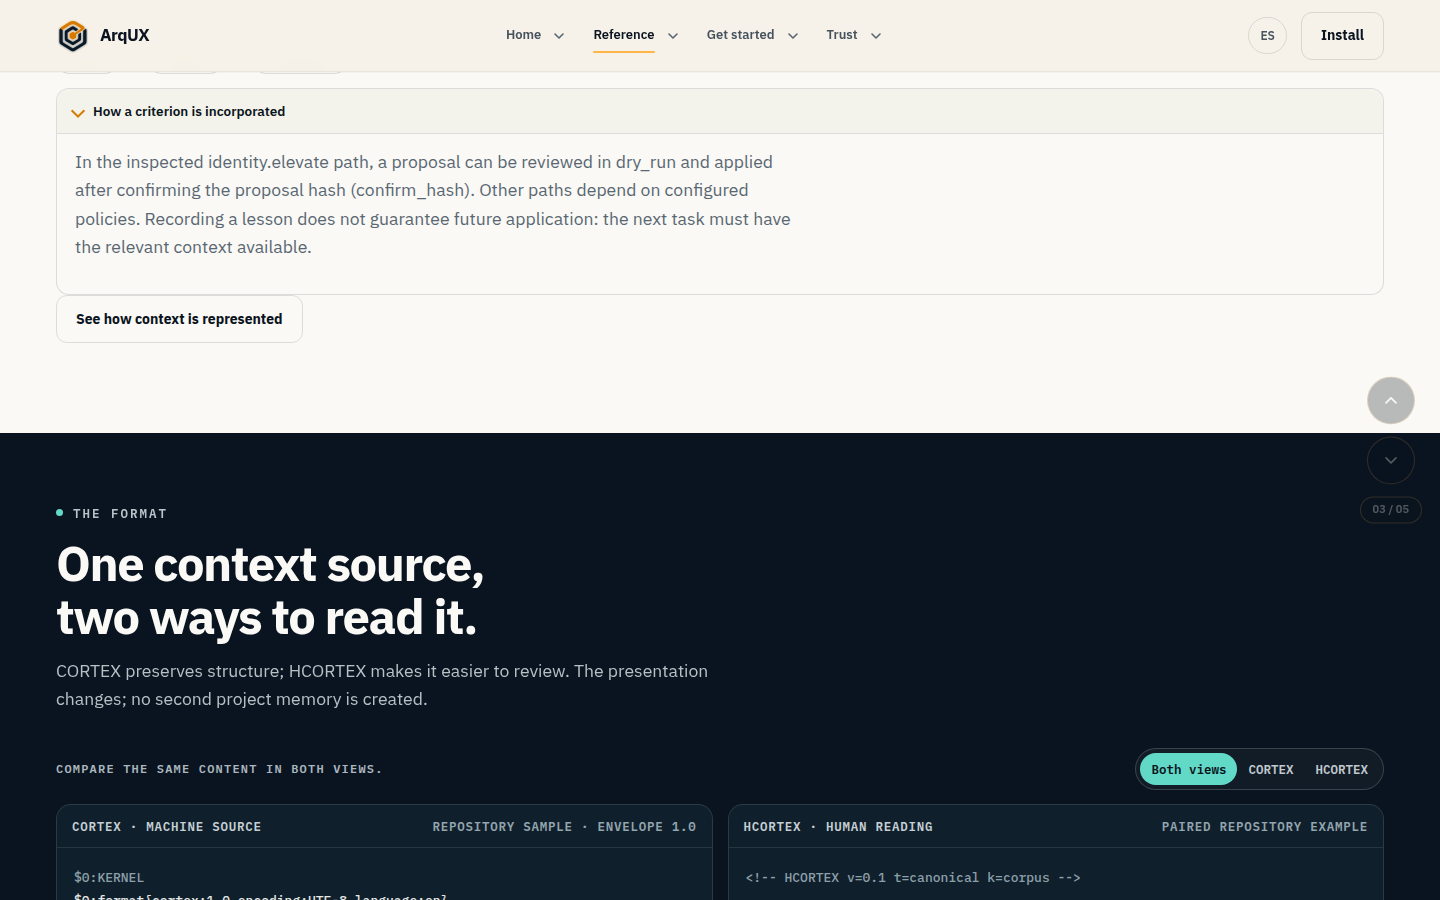 ArqUX
Home
Reference
Get started
Trust
ES
Install
How a criterion is incorporated
In the inspected identity.elevate path, a proposal can be reviewed in dry_run and applied
after confirming the proposal hash (confirm_hash). Other paths depend on configured
policies. Recording a lesson does not guarantee future application: the next task must have
the relevant context available.
See how context is represented
03 / 05
THE FORMAT
One context source,
two ways to read it.
CORTEX preserves structure; HCORTEX makes it easier to review. The presentation
changes; no second project memory is created.
COMPARE THE SAME CONTENT IN BOTH VIEWS.
Both views
CORTEX
HCORTEX
CORTEX · MACHINE SOURCE
REPOSITORY SAMPLE · ENVELOPE 1.0
HCORTEX · HUMAN READING
PAIRED REPOSITORY EXAMPLE
$0:KERNEL
<!-- HCORTEX v=0.1 t=canonical k=corpus -->